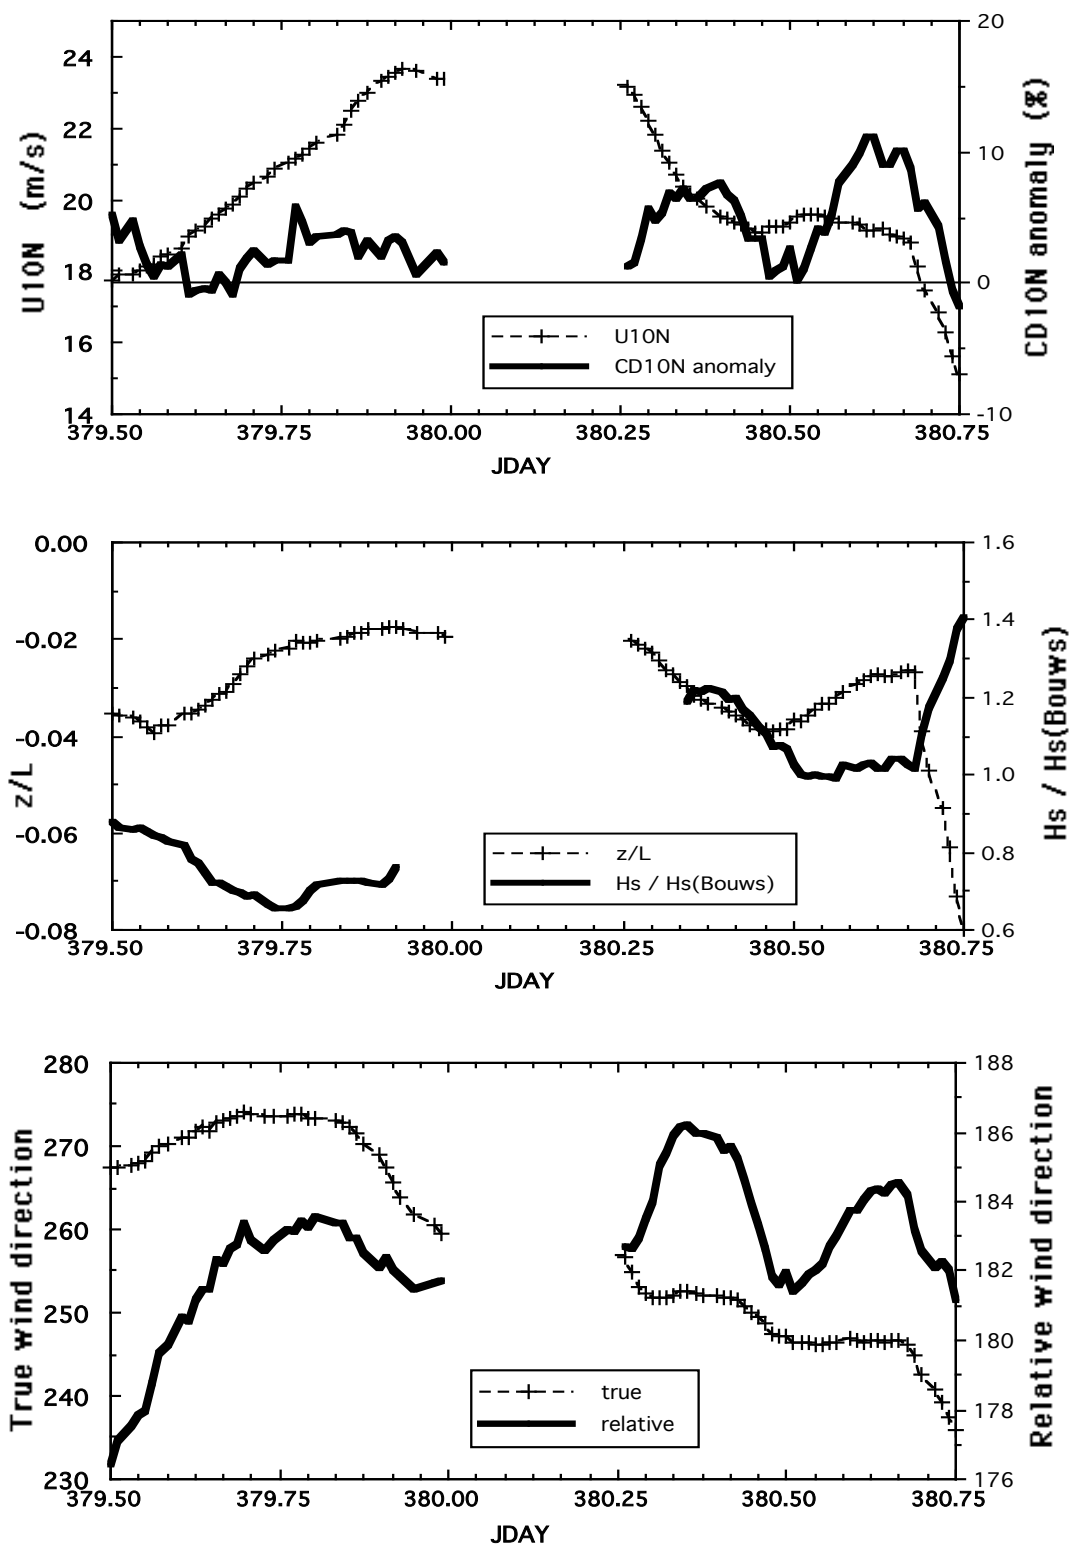 20
24
22
20
18
16
14
U10N (m/s)
10
0
-10
CD10N anomaly (%)
U10N
CD10N anomaly
379.50 379.75 380.00 380.25 380.50 380.75
JDAY
0.00
-0.02
-0.04
-0.06
-0.08
z/L
1.6
1.4
1.2
1.0
0.8
0.6
Hs / Hs(Bouws)
z/L
Hs / Hs(Bouws)
379.50 379.75 380.00 380.25 380.50 380.75
JDAY
280
270
260
250
240
230
True wind direction
188
186
184
182
180
178
176
Relative wind direction
true
relative
379.50 379.75 380.00 380.25 380.50 380.75
JDAY